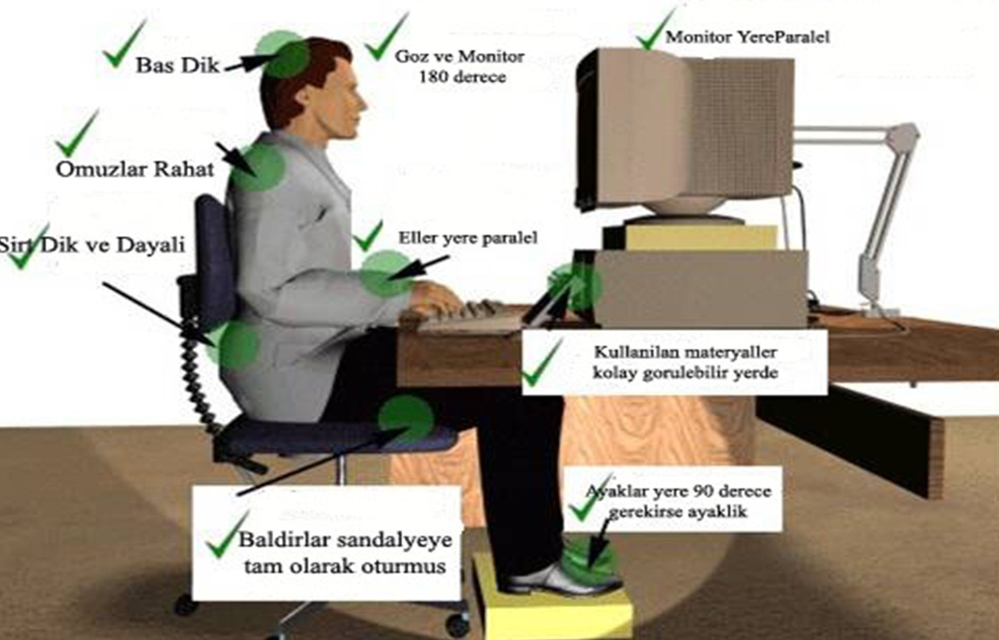 Bas Dik
Goz ve Monitor
180 derece
Monitor YereParalel
Omuzlar Rahat
Sirt Dik ve Dayali
Eller yere paralel
Kullanilan materyaller
kolay gorulebilir yerde
Ayaklar yere 90 derece
gerekirse ayaklik
Baldirlar sandalyeye
tam olarak oturmus